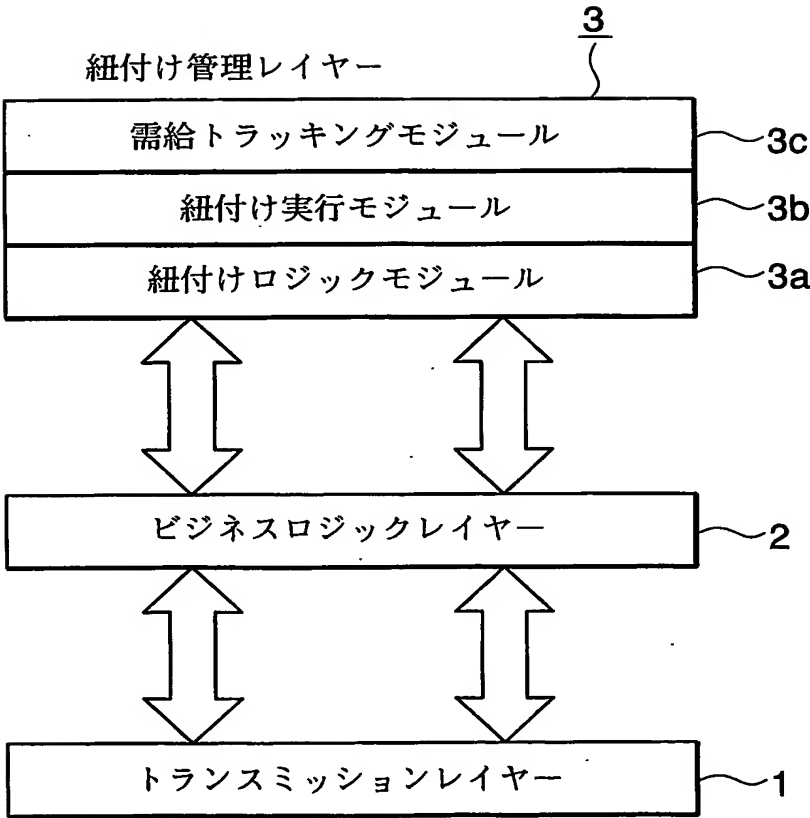 3
紐付け管理レイヤー
需給トラッキングモジュール
3c
紐付け実行モジュール
3b
紐付けロジックモジュール
3a
ビジネスロジックレイヤー
2
トランスミッションレイヤー
1